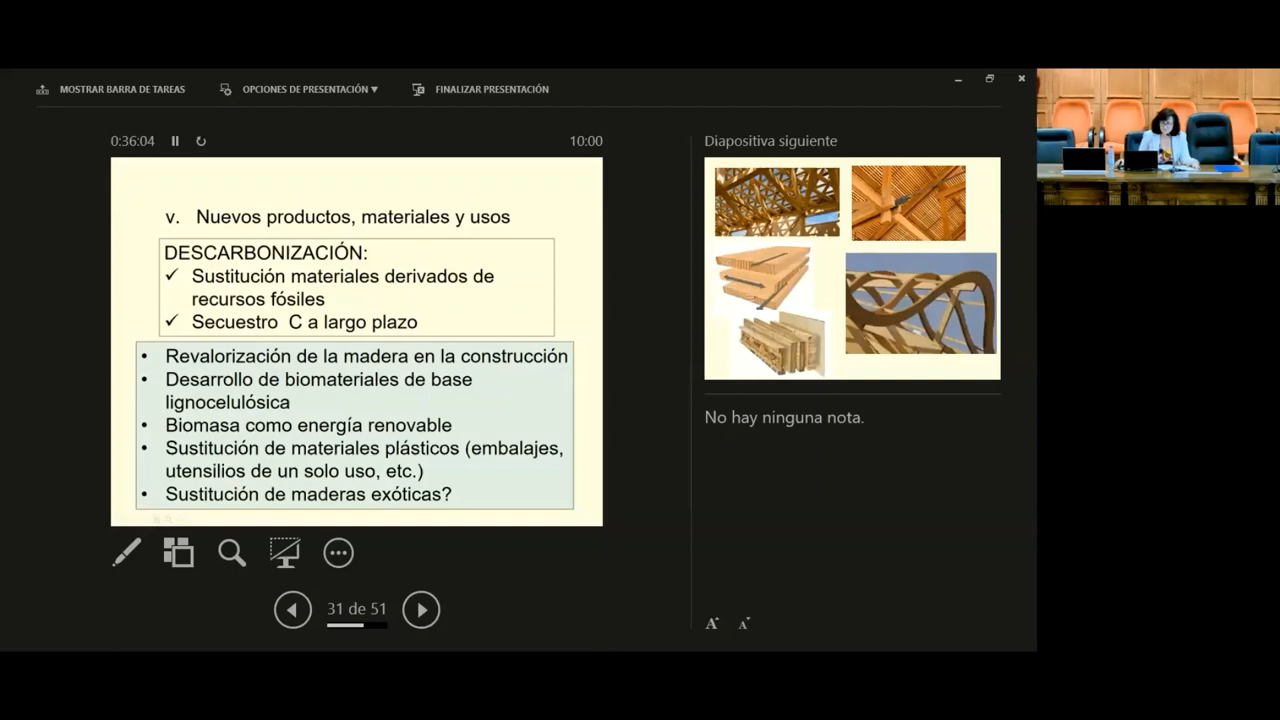 MOSTRAR BARRA DE TAREAS
OPCIONES DE PRESENTACIÓN ▼
FINALIZAR PRESENTACIÓN
0:36:04
10:00
v. Nuevos productos, materiales y usos
DESCARBONIZACIÓN:
✓ Sustitución materiales derivados de
recursos fósiles
✓ Secuestro C a largo plazo
• Revalorización de la madera en la construcción
• Desarrollo de biomateriales de base
lignocelulósica
• Biomasa como energía renovable
• Sustitución de materiales plásticos (embalajes,
utensilios de un solo uso, etc.)
• Sustitución de maderas exóticas?
31 de 51
Diapositiva siguiente
No hay ninguna nota.
A A